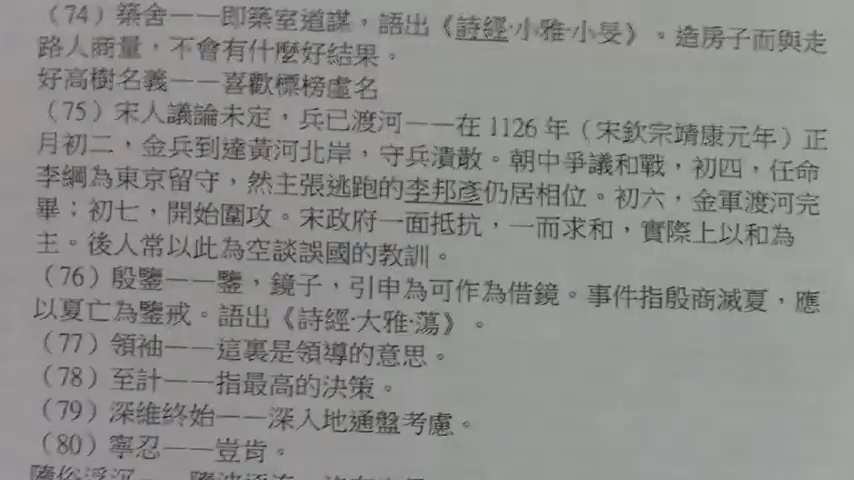 （74）築舍——即築室道謀，語出《詩經·小雅·小旻》。造房子而與走
路人商量，不會有什麼好結果。
好高樹名義——喜歡標榜虛名
（75）宋人議論未定，兵已渡河——在 1126 年（宋欽宗靖康元年）正
月初二，金兵到達黃河北岸，守兵潰散。朝中爭議和戰，初四，任命
李綱為東京留守，然主張逃跑的李邦彥仍居相位。初六，金軍渡河完
畢；初七，開始圍攻。宋政府一面抵抗，一而求和，實際上以和為
主。後人常以此為空談誤國的教訓。
（76）殷鑒——鑒，鏡子，引申為可作為借鏡。事件指殷商滅夏，應
以夏亡為鑒戒。語出《詩經·大雅·蕩》。
（77）領袖——這裏是領導的意思。
（78）至計——指最高的決策。
（79）深維終始——深入地通盤考慮。
（80）寧忍——豈肯。